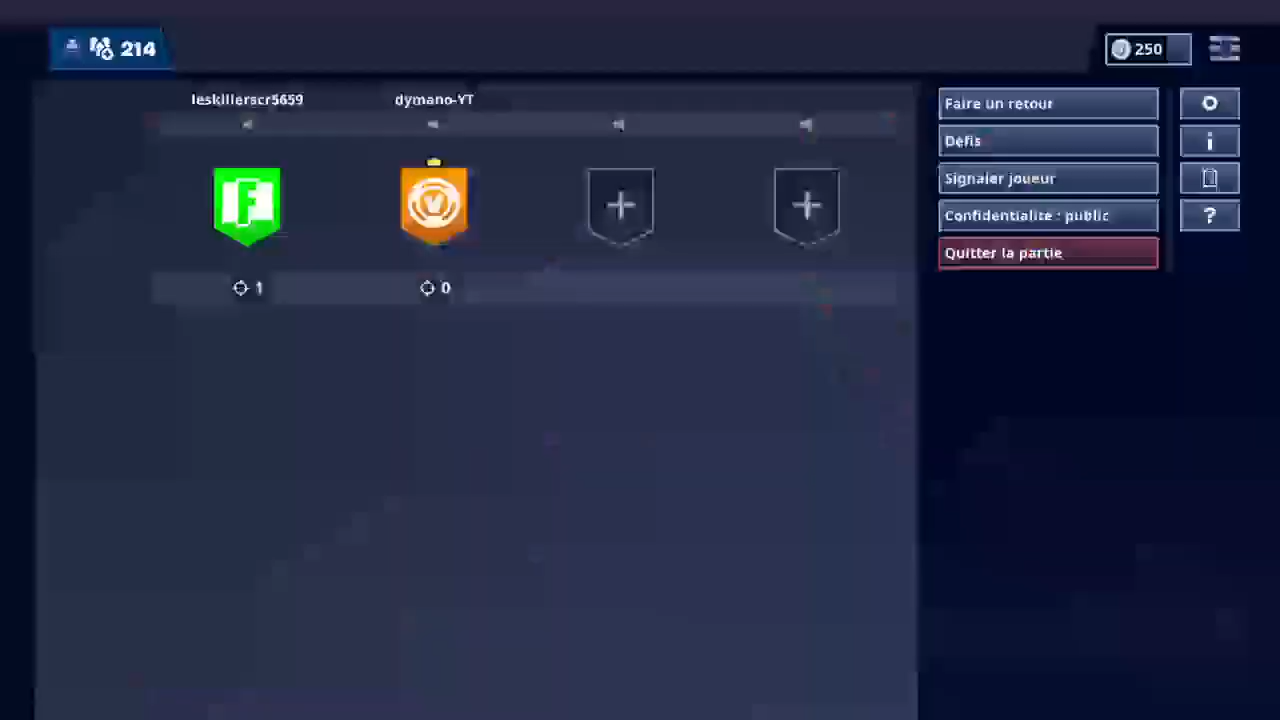 214
250
leskillerscr5659
dymano-YT
1
0
Faire un retour
Défis
Signaler joueur
Confidentialité : public
Quitter la partie
i
?